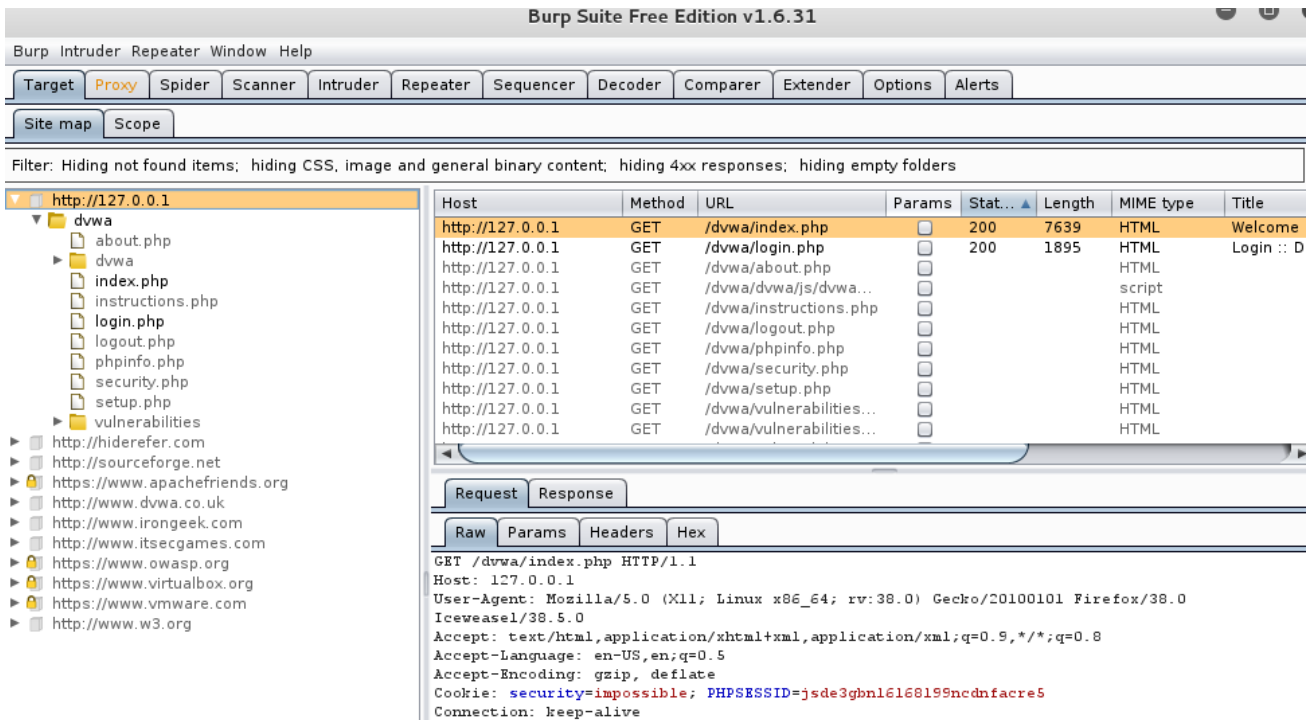 Burp Suite Free Edition v1.6.31
Burp Intruder Repeater Window Help
Target Proxy Spider Scanner Intruder Repeater Sequencer Decoder Comparer Extender Options Alerts
Site map Scope
Filter: Hiding not found items; hiding CSS, image and general binary content; hiding 4xx responses; hiding empty folders
http://127.0.0.1
dvwa
about.php
dvwa
index.php
instructions.php
login.php
logout.php
phpinfo.php
security.php
setup.php
vulnerabilities
http://hiderefer.com
http://sourceforge.net
https://www.apachefriends.org
http://www.dvwa.co.uk
http://www.irongeek.com
http://www.itsecgames.com
https://www.owasp.org
https://www.virtualbox.org
https://www.vmware.com
http://www.w3.org
Host Method URL Params Stat... Length MIME type Title
http://127.0.0.1 GET /dvwa/index.php 200 7639 HTML Welcome
http://127.0.0.1 GET /dvwa/login.php 200 1895 HTML Login :: D
http://127.0.0.1 GET /dvwa/about.php HTML
http://127.0.0.1 GET /dvwa/dvwa/js/dvwa... script
http://127.0.0.1 GET /dvwa/instructions.php HTML
http://127.0.0.1 GET /dvwa/logout.php HTML
http://127.0.0.1 GET /dvwa/phpinfo.php HTML
http://127.0.0.1 GET /dvwa/security.php HTML
http://127.0.0.1 GET /dvwa/setup.php HTML
http://127.0.0.1 GET /dvwa/vulnerabilities... HTML
http://127.0.0.1 GET /dvwa/vulnerabilities... HTML
Request Response
Raw Params Headers Hex
GET /dvwa/index.php HTTP/1.1
Host: 127.0.0.1
User-Agent: Mozilla/5.0 (X11; Linux x86_64; rv:38.0) Gecko/20100101 Firefox/38.0
Iceweasel/38.5.0
Accept: text/html,application/xhtml+xml,application/xml;q=0.9,*/*;q=0.8
Accept-Language: en-US,en;q=0.5
Accept-Encoding: gzip, deflate
Cookie: security=impossible; PHPSESSID=jsde3gbnl6168199ncdnfacre5
Connection: keep-alive